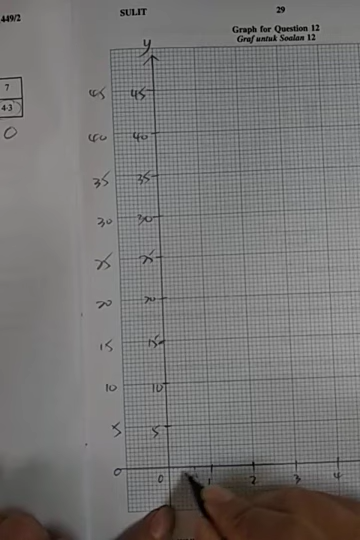 449/2
SULIT 29
Graph for Question 12
Graf untuk Soalan 12
7
4·3
0
y
45 45
40 40
35 35
30 30
25 25
20 20
15 15
10 10
5 5
0 0 1 2 3 4